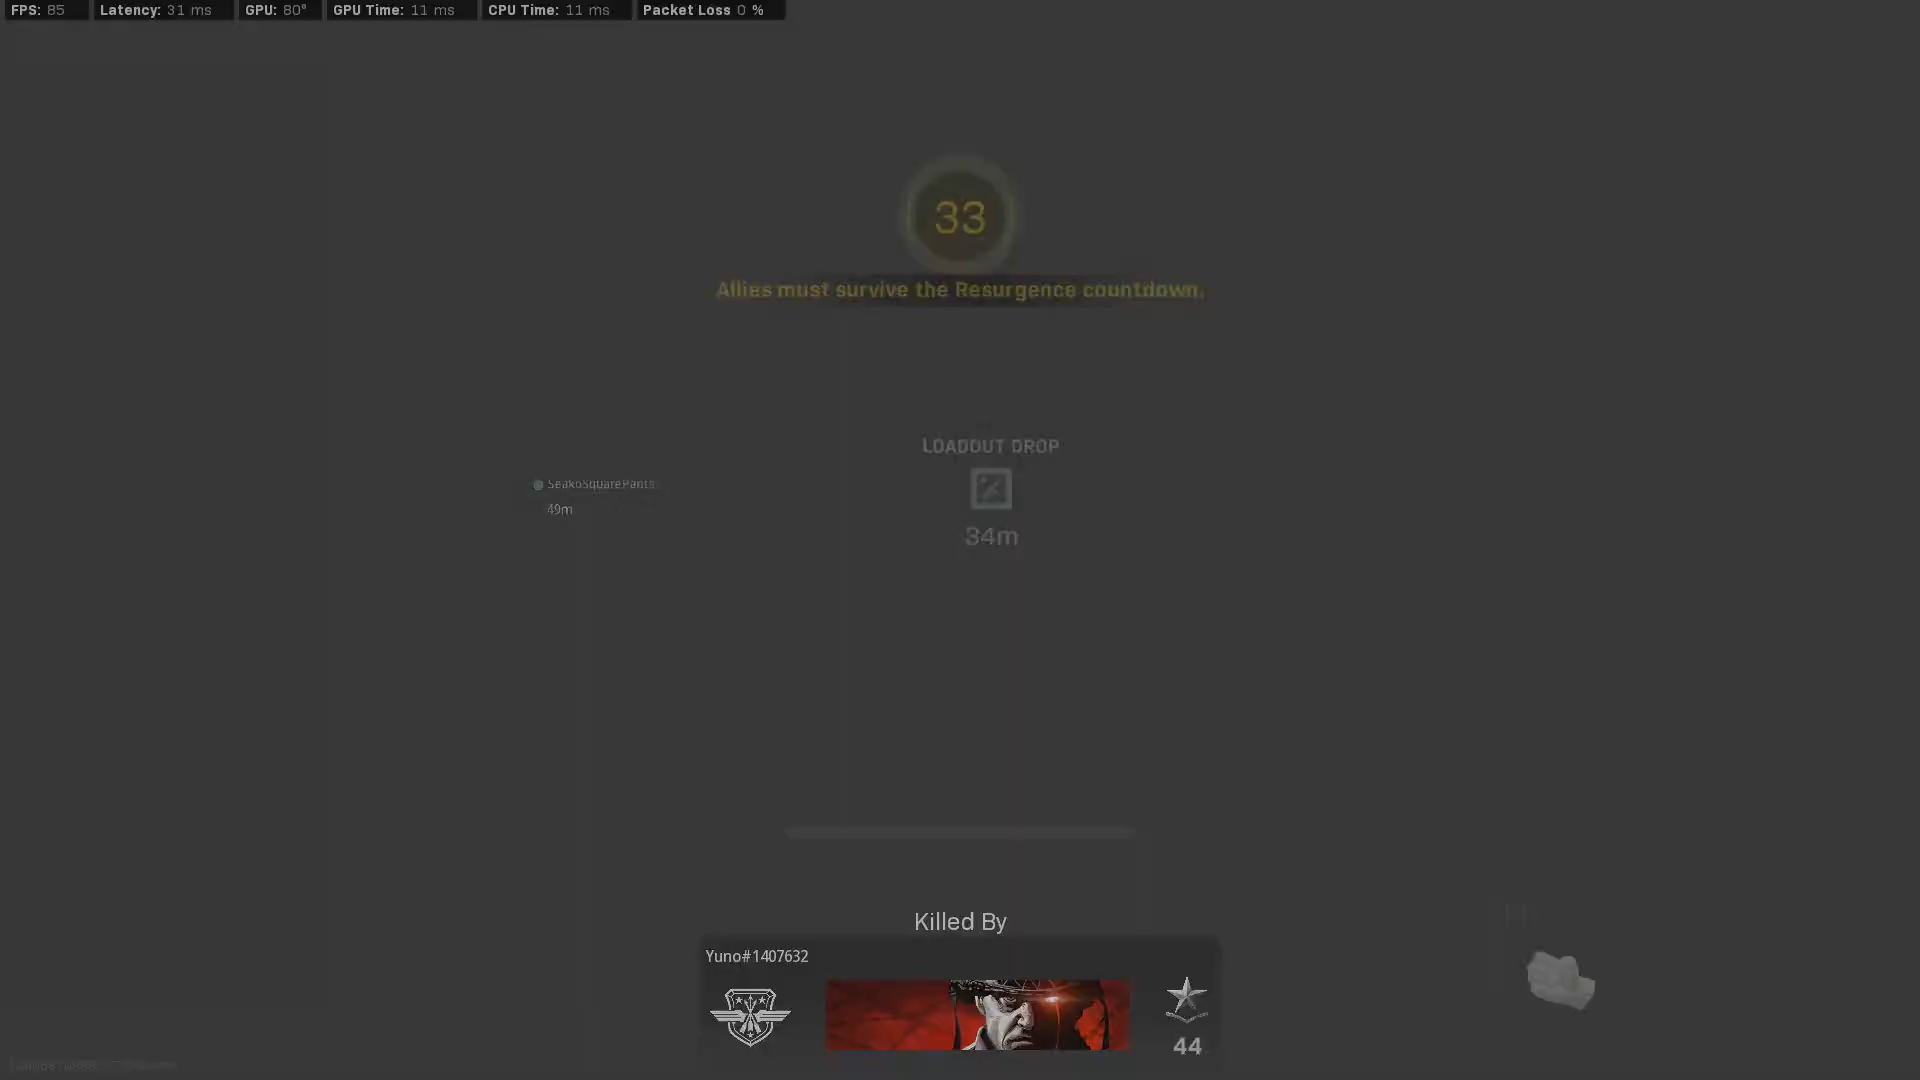 FPS: 85 Latency: 31 ms GPU: 80° GPU Time: 11 ms CPU Time: 11 ms Packet Loss 0 %
33
Allies must survive the Resurgence countdown.
LOADOUT DROP
34m
SeakoSquarePants
49m
Killed By
Yuno#1407632
44